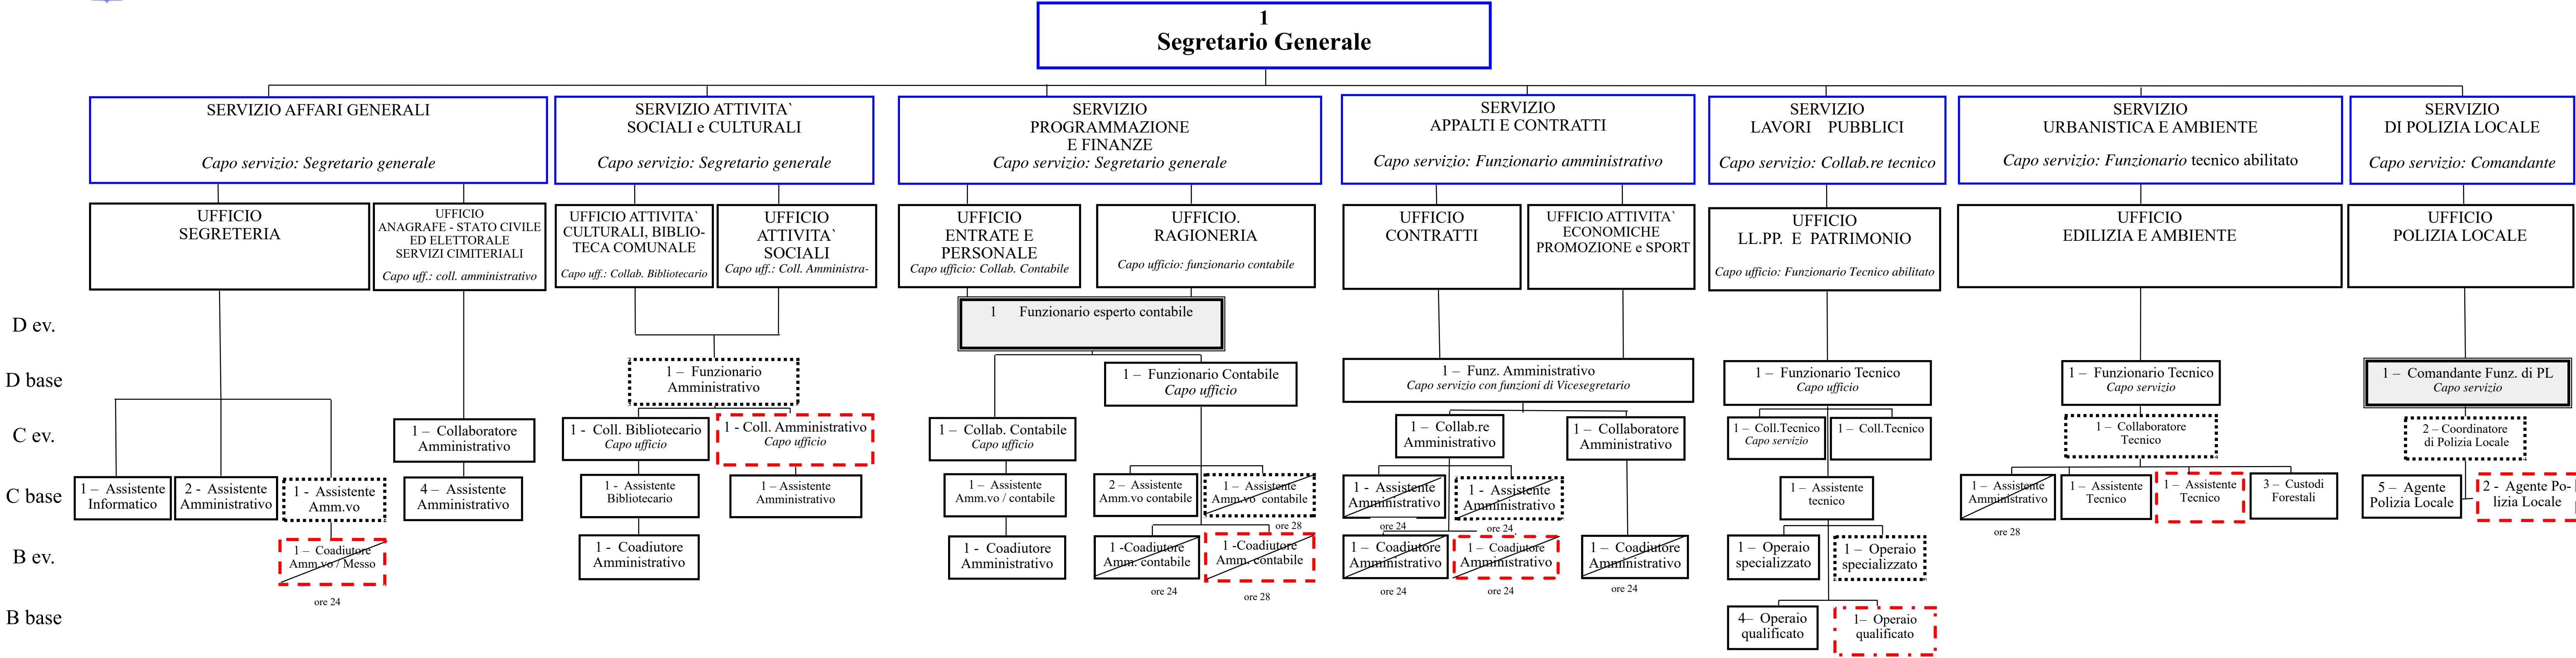 1
Segretario Generale
SERVIZIO AFFARI GENERALI
Capo servizio: Segretario generale
SERVIZIO ATTIVITA`
SOCIALI e CULTURALI
Capo servizio: Segretario generale
SERVIZIO
PROGRAMMAZIONE
E FINANZE
Capo servizio: Segretario generale
SERVIZIO
APPALTI E CONTRATTI
Capo servizio: Funzionario amministrativo
SERVIZIO
LAVORI PUBBLICI
Capo servizio: Collab.re tecnico
SERVIZIO
URBANISTICA E AMBIENTE
Capo servizio: Funzionario tecnico abilitato
SERVIZIO
DI POLIZIA LOCALE
Capo servizio: Comandante
UFFICIO
SEGRETERIA
UFFICIO
ANAGRAFE - STATO CIVILE
ED ELETTORALE
SERVIZI CIMITERIALI
Capo uff.: coll. amministrativo
UFFICIO ATTIVITA`
CULTURALI, BIBLIO-
TECA COMUNALE
Capo uff.: Collab. Bibliotecario
UFFICIO
ATTIVITA`
SOCIALI
Capo uff.: Coll. Amministra-
UFFICIO
ENTRATE E
PERSONALE
Capo ufficio: Collab. Contabile
UFFICIO.
RAGIONERIA
Capo ufficio: funzionario contabile
UFFICIO
CONTRATTI
UFFICIO ATTIVITA`
ECONOMICHE
PROMOZIONE e SPORT
UFFICIO
LL.PP. E PATRIMONIO
Capo ufficio: Funzionario Tecnico abilitato
UFFICIO
EDILIZIA E AMBIENTE
UFFICIO
POLIZIA LOCALE
D ev.
1 Funzionario esperto contabile
D base
1 – Funzionario
Amministrativo
1 – Funzionario Contabile
Capo ufficio
1 – Funz. Amministrativo
Capo servizio con funzioni di Vicesegretario
1 – Funzionario Tecnico
Capo ufficio
1 – Funzionario Tecnico
Capo servizio
1 – Comandante Funz. di PL
Capo servizio
C ev.
1 – Collaboratore
Amministrativo
1 - Coll. Bibliotecario
Capo ufficio
1 - Coll. Amministrativo
Capo ufficio
1 – Collab. Contabile
Capo ufficio
1 – Collab.re
Amministrativo
1 – Collaboratore
Amministrativo
1 – Coll.Tecnico
Capo servizio
1 – Coll.Tecnico
1 – Collaboratore
Tecnico
2 – Coordinatore
di Polizia Locale
C base
1 – Assistente
Informatico
2 - Assistente
Amministrativo
1 - Assistente
Amm.vo
4 – Assistente
Amministrativo
1 - Assistente
Bibliotecario
1 – Assistente
Amministrativo
1 – Assistente
Amm.vo / contabile
2 – Assistente
Amm.vo contabile
1 – Assistente
Amm.vo contabile
ore 28
1 - Assistente
Amministrativo
ore 24
1 - Assistente
Amministrativo
ore 24
1 – Assistente
tecnico
1 – Assistente
Amministrativo
ore 28
1 – Assistente
Tecnico
1 – Assistente
Tecnico
3 – Custodi
Forestali
5 – Agente
Polizia Locale
2 - Agente Po-
lizia Locale
B ev.
1 – Coadiutore
Amm.vo / Messo
ore 24
1 - Coadiutore
Amministrativo
1 - Coadiutore
Amministrativo
1 -Coadiutore
Amm. contabile
ore 24
1 -Coadiutore
Amm. contabile
ore 28
1 – Coadiutore
Amministrativo
ore 24
1 – Coadiutore
Amministrativo
ore 24
1 – Coadiutore
Amministrativo
ore 24
1 – Operaio
specializzato
1 – Operaio
specializzato
B base
4– Operaio
qualificato
1– Operaio
qualificato